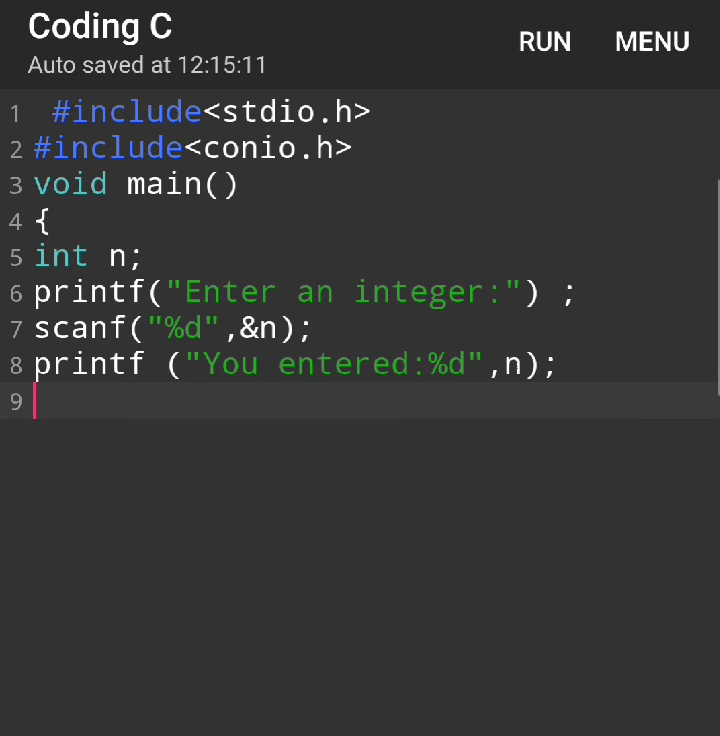 Coding C
RUN MENU
Auto saved at 12:15:11
1 #include<stdio.h>
2 #include<conio.h>
3 void main()
4 {
5 int n;
6 printf("Enter an integer:") ;
7 scanf("%d",&n);
8 printf ("You entered:%d",n);
9